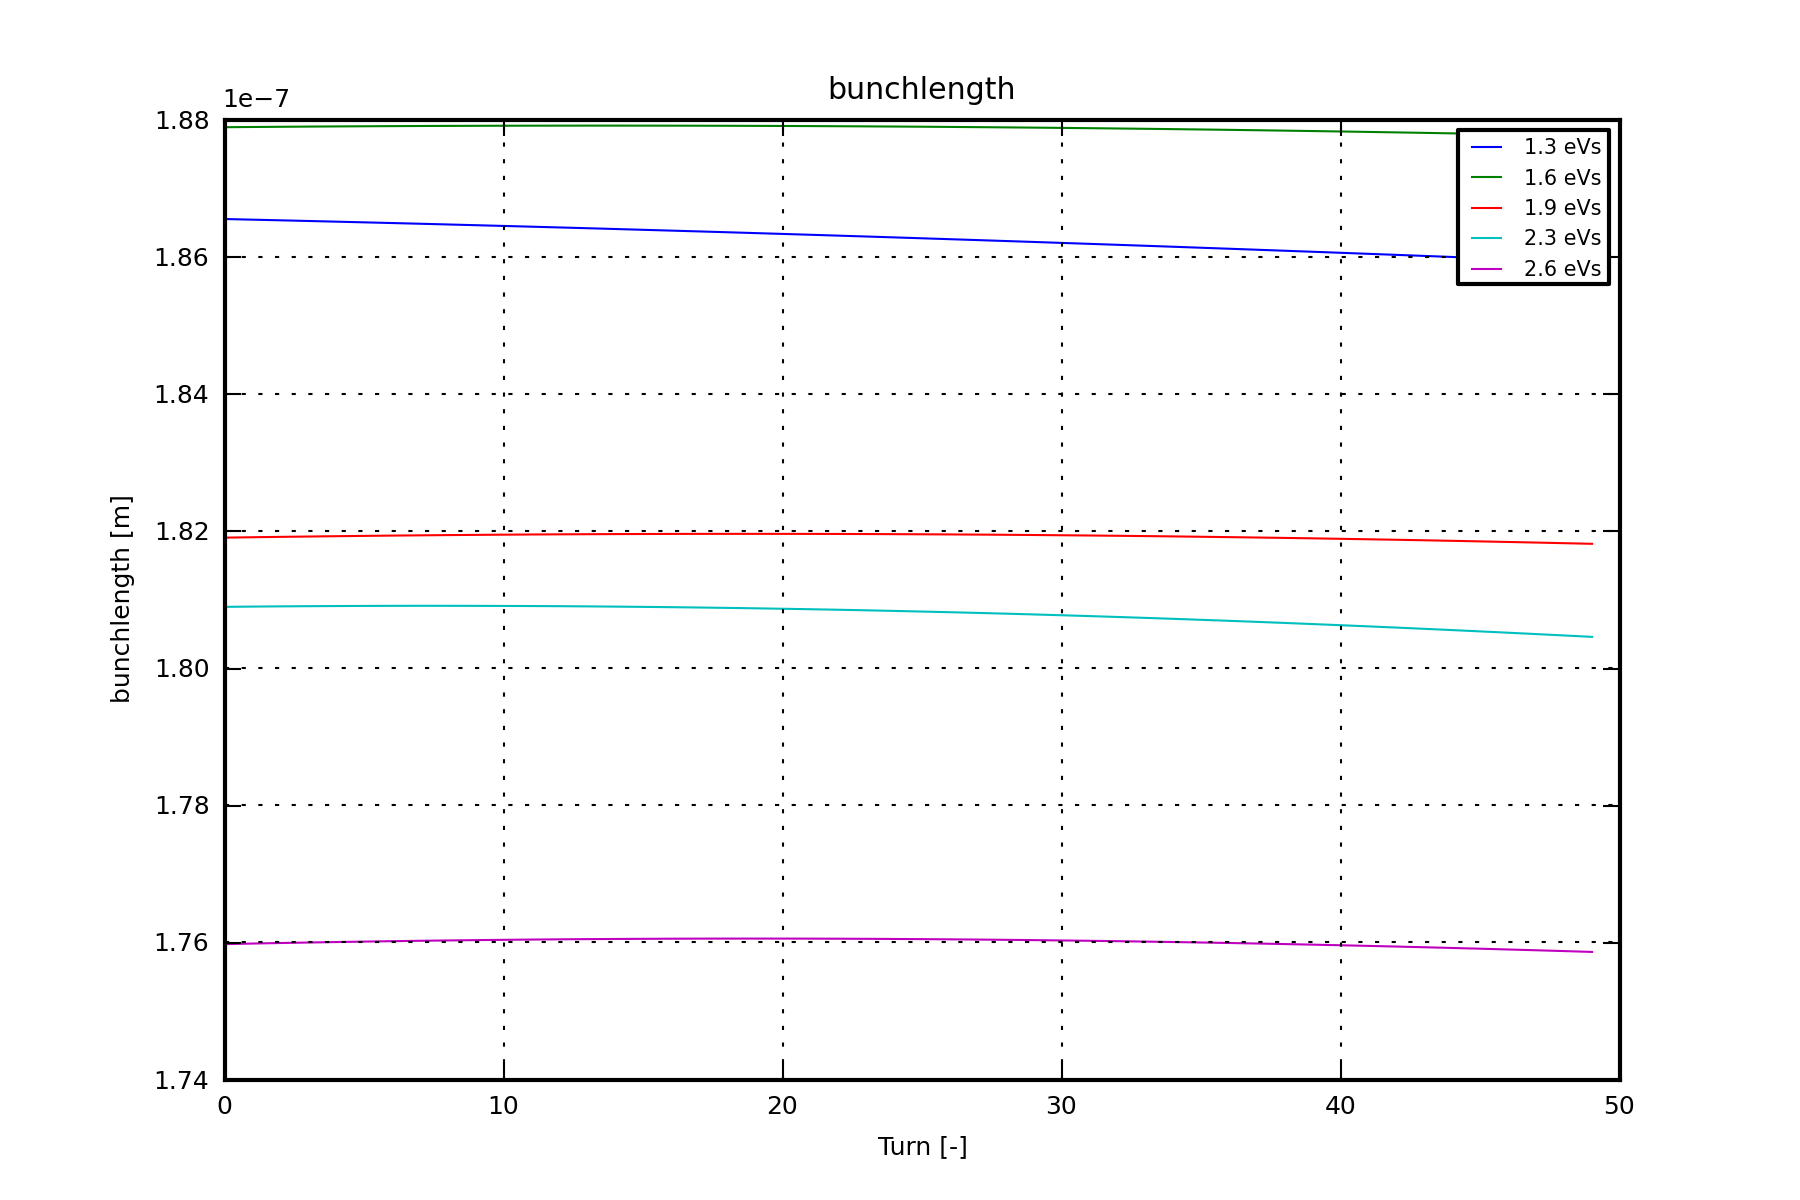 bunchlength
1e−7
1.88
1.86
1.84
1.82
1.80
1.78
1.76
1.74
bunchlength [m]
1.3 eVs
1.6 eVs
1.9 eVs
2.3 eVs
2.6 eVs
0 10 20 30 40 50
Turn [-]